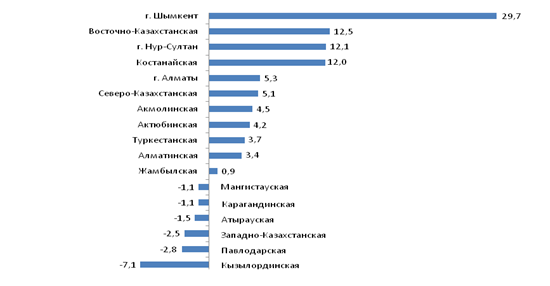 г. Шымкент 29,7
Восточно-Казахстанская 12,5
г. Нур-Султан 12,1
Костанайская 12,0
г. Алматы 5,3
Северо-Казахстанская 5,1
Акмолинская 4,5
Актюбинская 4,2
Туркестанская 3,7
Алматинская 3,4
Жамбылская 0,9
-1,1 Мангистауская
-1,1 Карагандинская
-1,5 Атырауская
-2,5 Западно-Казахстанская
-2,8 Павлодарская
-7,1 Кызылординская